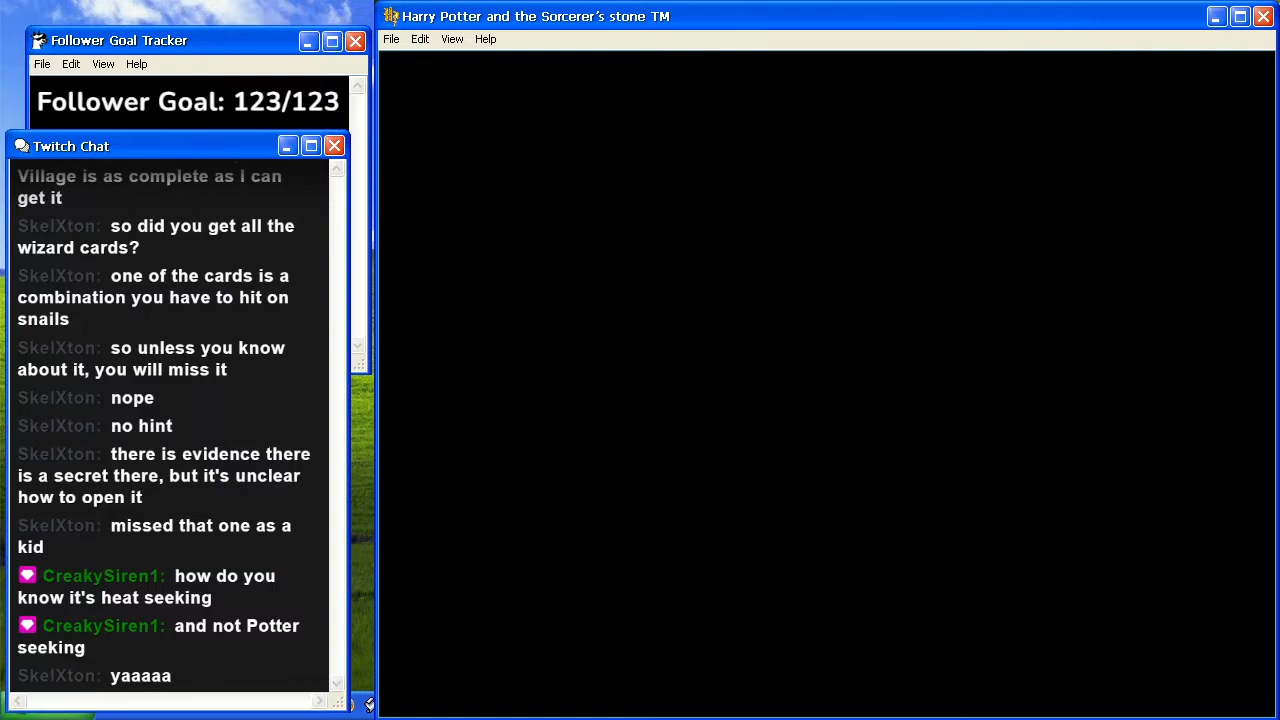 Follower Goal Tracker
File Edit View Help
Follower Goal: 123/123
Twitch Chat
Village is as complete as I can
get it
SkelXton: so did you get all the
wizard cards?
SkelXton: one of the cards is a
combination you have to hit on
snails
SkelXton: so unless you know
about it, you will miss it
SkelXton: nope
SkelXton: no hint
SkelXton: there is evidence there
is a secret there, but it's unclear
how to open it
SkelXton: missed that one as a
kid
CreakySiren1: how do you
know it's heat seeking
CreakySiren1: and not Potter
seeking
SkelXton: yaaaaa
Harry Potter and the Sorcerer's stone TM
File Edit View Help